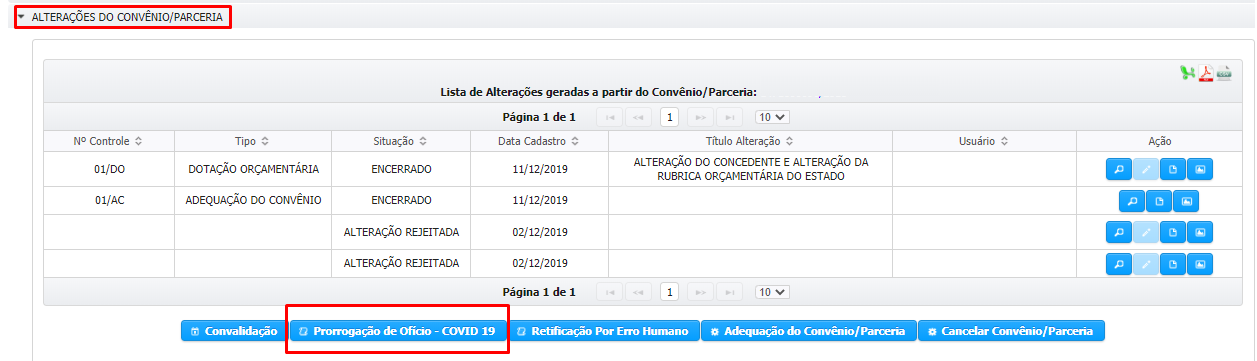 ALTERAÇÕES DO CONVÊNIO/PARCERIA
Lista de Alterações geradas a partir do Convênio/Parceria:
Página 1 de 1 1 10
Nº Controle Tipo Situação Data Cadastro Título Alteração Usuário Ação
01/DO DOTAÇÃO ORÇAMENTÁRIA ENCERRADO 11/12/2019 ALTERAÇÃO DO CONCEDENTE E ALTERAÇÃO DA RUBRICA ORÇAMENTÁRIA DO ESTADO
01/AC ADEQUAÇÃO DO CONVÊNIO ENCERRADO 11/12/2019
ALTERAÇÃO REJEITADA 02/12/2019
ALTERAÇÃO REJEITADA 02/12/2019
Página 1 de 1 1 10
Convalidação Prorrogação de Ofício - COVID 19 Retificação Por Erro Humano Adequação do Convênio/Parceria Cancelar Convênio/Parceria